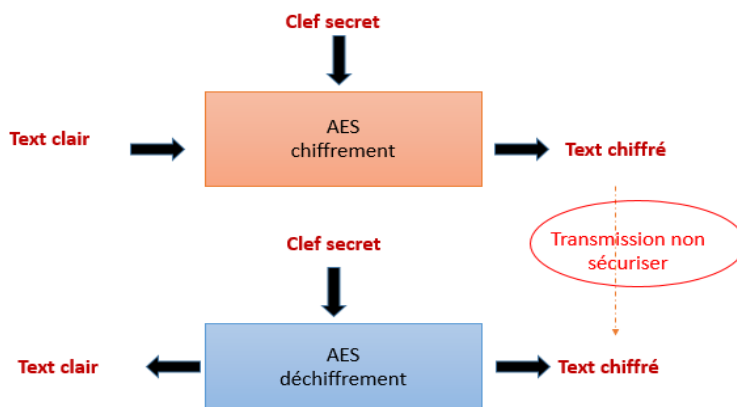 Clef secret
Text clair
AES
chiffrement
Text chiffré
Transmission non
sécuriser
Clef secret
Text clair
AES
déchiffrement
Text chiffré